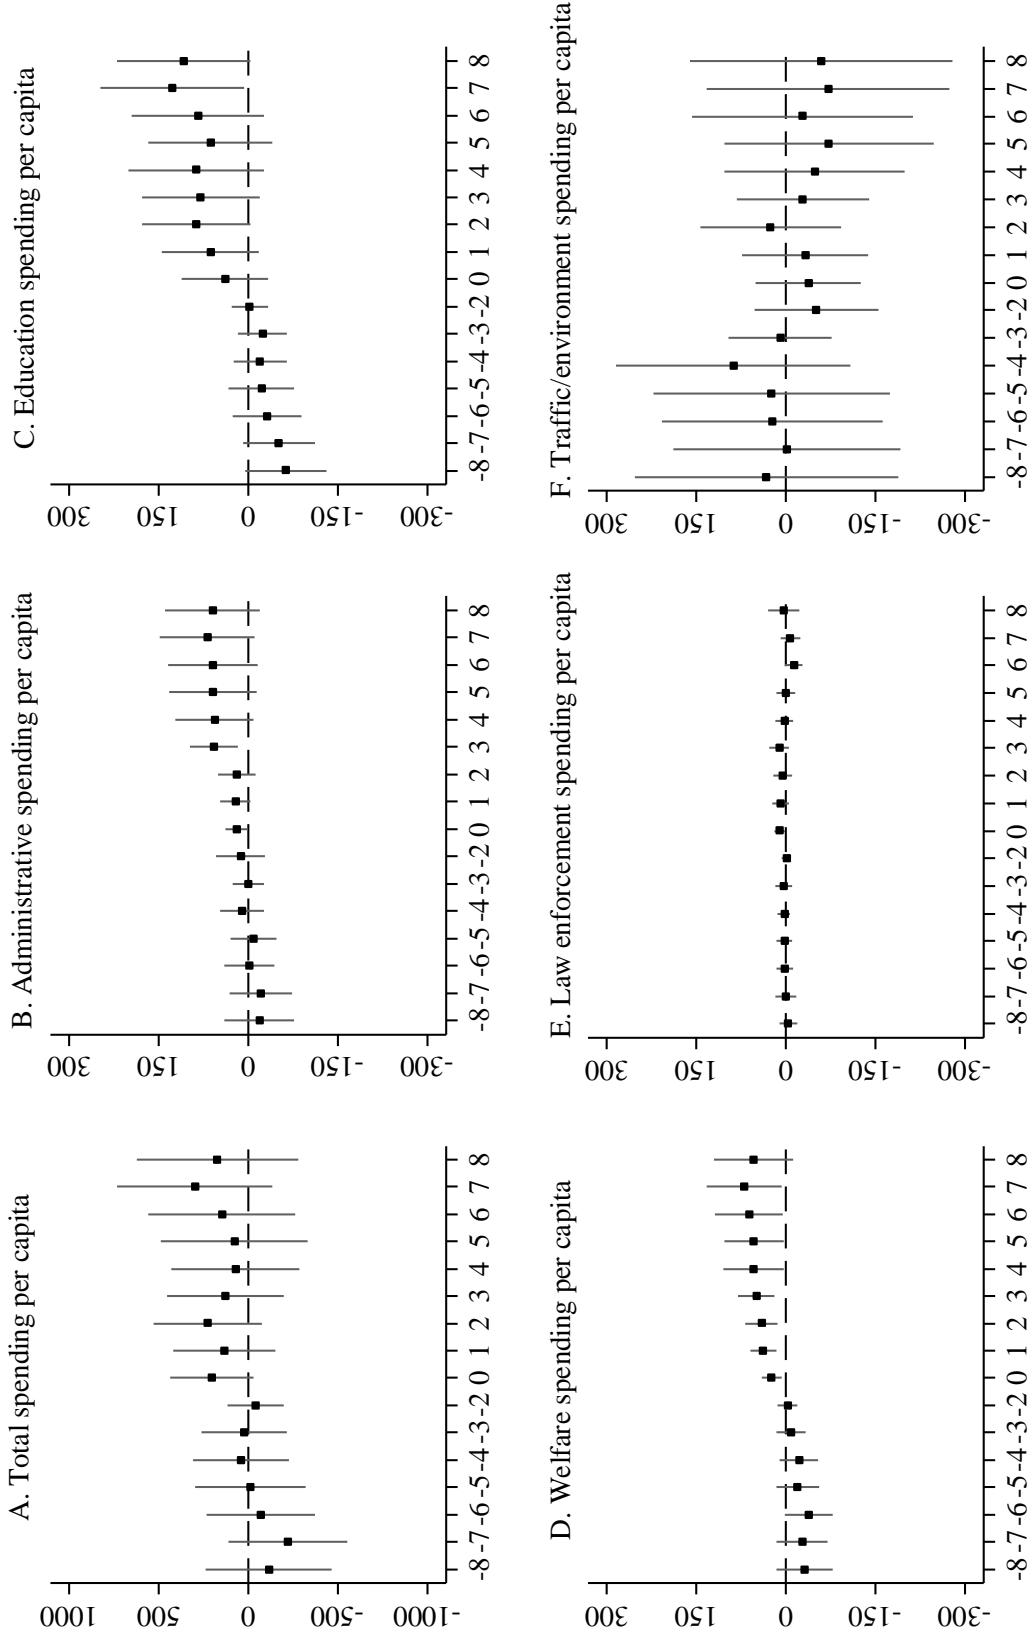 A. Total spending per capita
1000
500
0
-500
-1000
-8 -7 -6 -5 -4 -3 -2 0 1 2 3 4 5 6 7 8
B. Administrative spending per capita
300
150
0
-150
-300
-8 -7 -6 -5 -4 -3 -2 0 1 2 3 4 5 6 7 8
C. Education spending per capita
300
150
0
-150
-300
-8 -7 -6 -5 -4 -3 -2 0 1 2 3 4 5 6 7 8
D. Welfare spending per capita
300
150
0
-150
-300
-8 -7 -6 -5 -4 -3 -2 0 1 2 3 4 5 6 7 8
E. Law enforcement spending per capita
300
150
0
-150
-300
-8 -7 -6 -5 -4 -3 -2 0 1 2 3 4 5 6 7 8
F. Traffic/environment spending per capita
300
150
0
-150
-300
-8 -7 -6 -5 -4 -3 -2 0 1 2 3 4 5 6 7 8